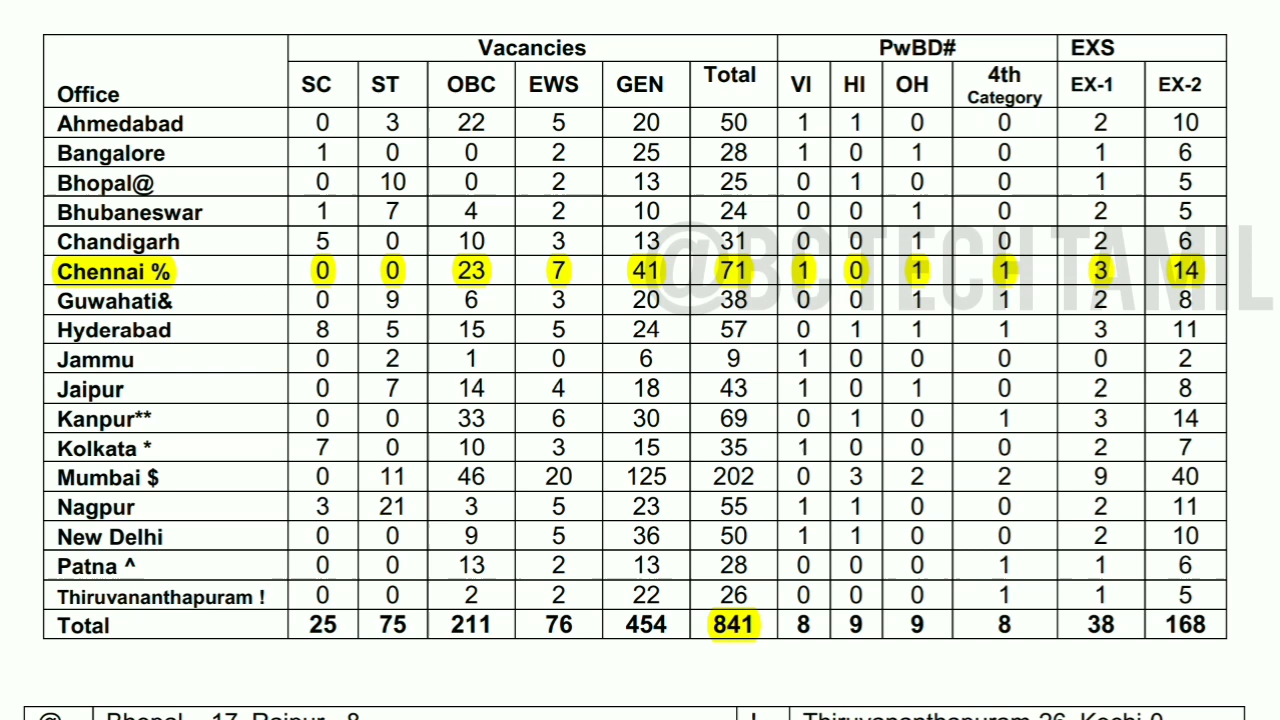 Vacancies PwBD# EXS
Office SC ST OBC EWS GEN Total VI HI OH 4th Category EX-1 EX-2
Ahmedabad 0 3 22 5 20 50 1 1 0 0 2 10
Bangalore 1 0 0 2 25 28 1 0 1 0 1 6
Bhopal@ 0 10 0 2 13 25 0 1 0 0 1 5
Bhubaneswar 1 7 4 2 10 24 0 0 1 0 2 5
Chandigarh 5 0 10 3 13 31 0 0 1 0 2 6
Chennai % 0 0 23 7 41 71 1 0 1 1 3 14
@BCTECH TAMIL
Guwahati& 0 9 6 3 20 38 0 0 1 1 2 8
Hyderabad 8 5 15 5 24 57 0 1 1 1 3 11
Jammu 0 2 1 0 6 9 1 0 0 0 0 2
Jaipur 0 7 14 4 18 43 1 0 1 0 2 8
Kanpur** 0 0 33 6 30 69 0 1 0 1 3 14
Kolkata * 7 0 10 3 15 35 1 0 0 0 2 7
Mumbai $ 0 11 46 20 125 202 0 3 2 2 9 40
Nagpur 3 21 3 5 23 55 1 1 0 0 2 11
New Delhi 0 0 9 5 36 50 1 1 0 0 2 10
Patna ^ 0 0 13 2 13 28 0 0 0 1 1 6
Thiruvananthapuram ! 0 0 2 2 22 26 0 0 0 1 1 5
Total 25 75 211 76 454 841 8 9 9 8 38 168
@ Bhopal – 17, Raipur - 8 ! Thiruvananthapuram-26, Kochi-0